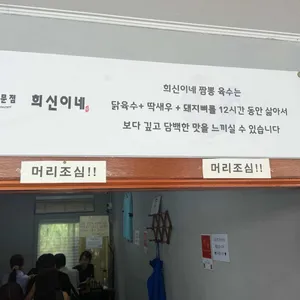 문점
희신이네
희신이네 짬뽕 육수는
닭육수+ 딱새우 + 돼지뼈를 12시간 동안 삶아서
보다 깊고 담백한 맛을 느끼실 수 있습니다
머리조심!!
머리조심!!